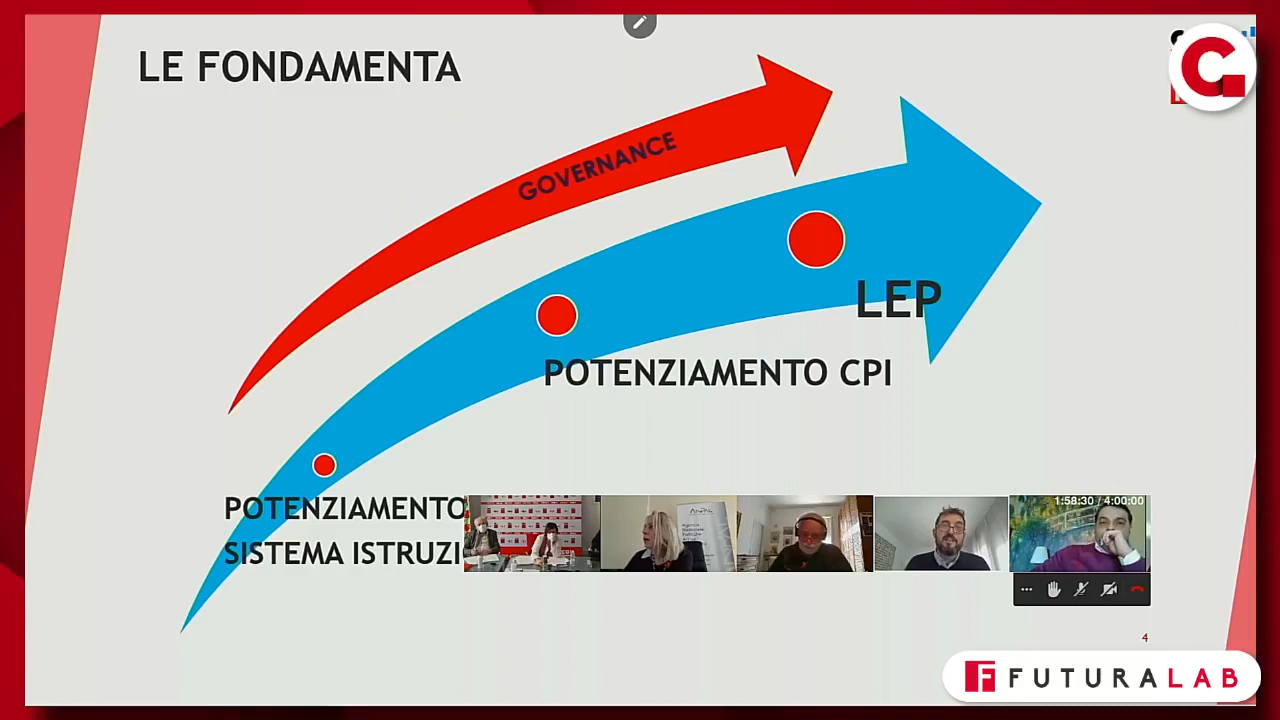 LE FONDAMENTA
GOVERNANCE
LEP
POTENZIAMENTO CPI
POTENZIAMENTO
SISTEMA ISTRUZI
1:58:30 / 4:00:00
4
FUTURALAB